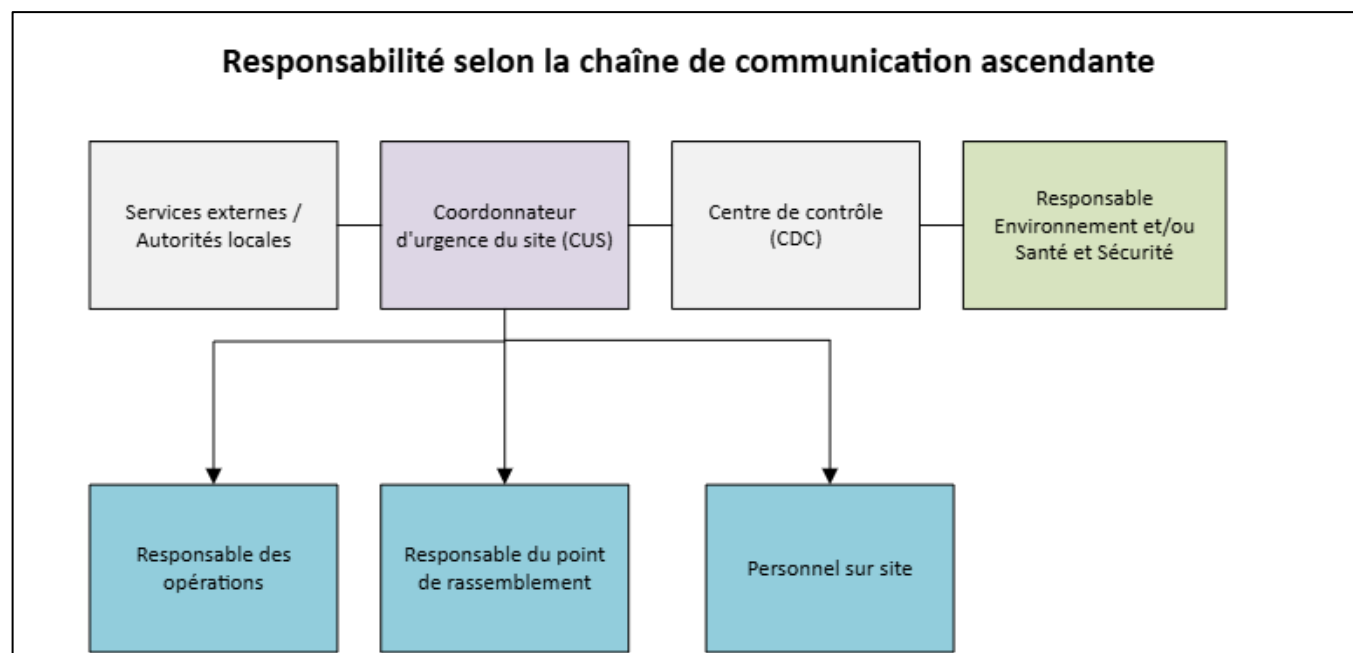 Responsabilité selon la chaîne de communication ascendante
Services externes /
Autorités locales
Coordonnateur
d'urgence du site (CUS)
Centre de contrôle
(CDC)
Responsable
Environnement et/ou
Santé et Sécurité
Responsable des
opérations
Responsable du point
de rassemblement
Personnel sur site